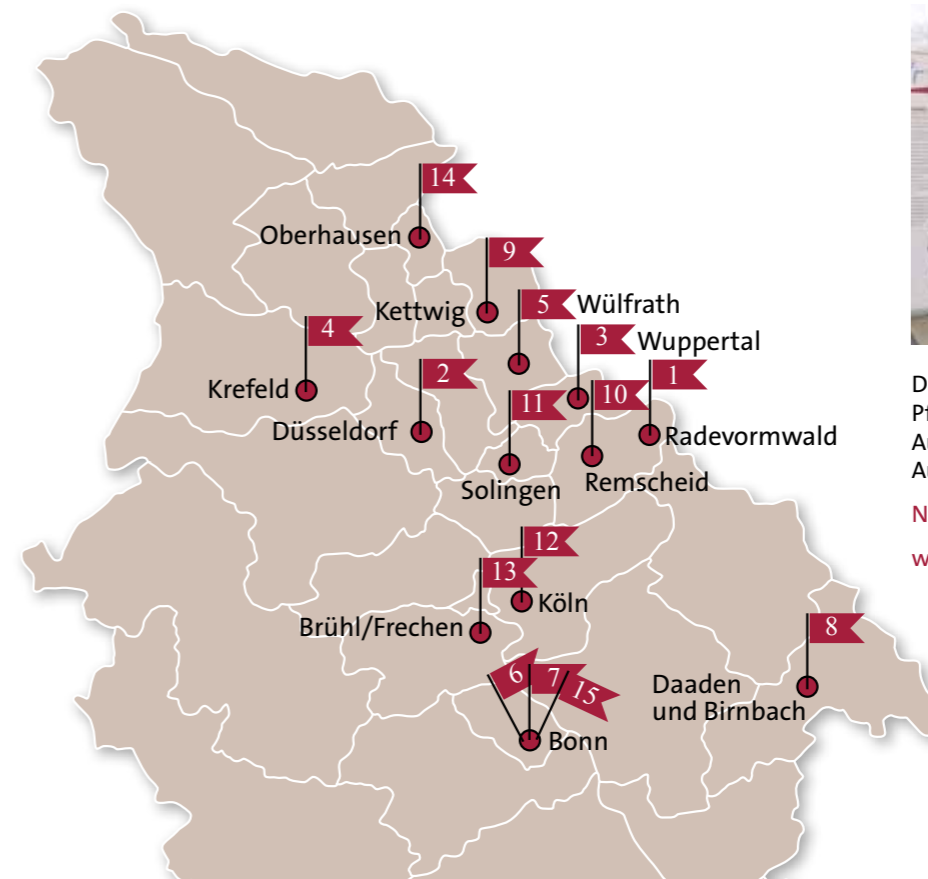 14
Oberhausen
9
Kettwig
5 Wülfrath
4
3 Wuppertal
2
1
Krefeld
10
11
Düsseldorf
Radevormwald
Solingen
Remscheid
12
13
Köln
Brühl/Frechen
8
6
7
15
Daaden
und Birnbach
Bonn